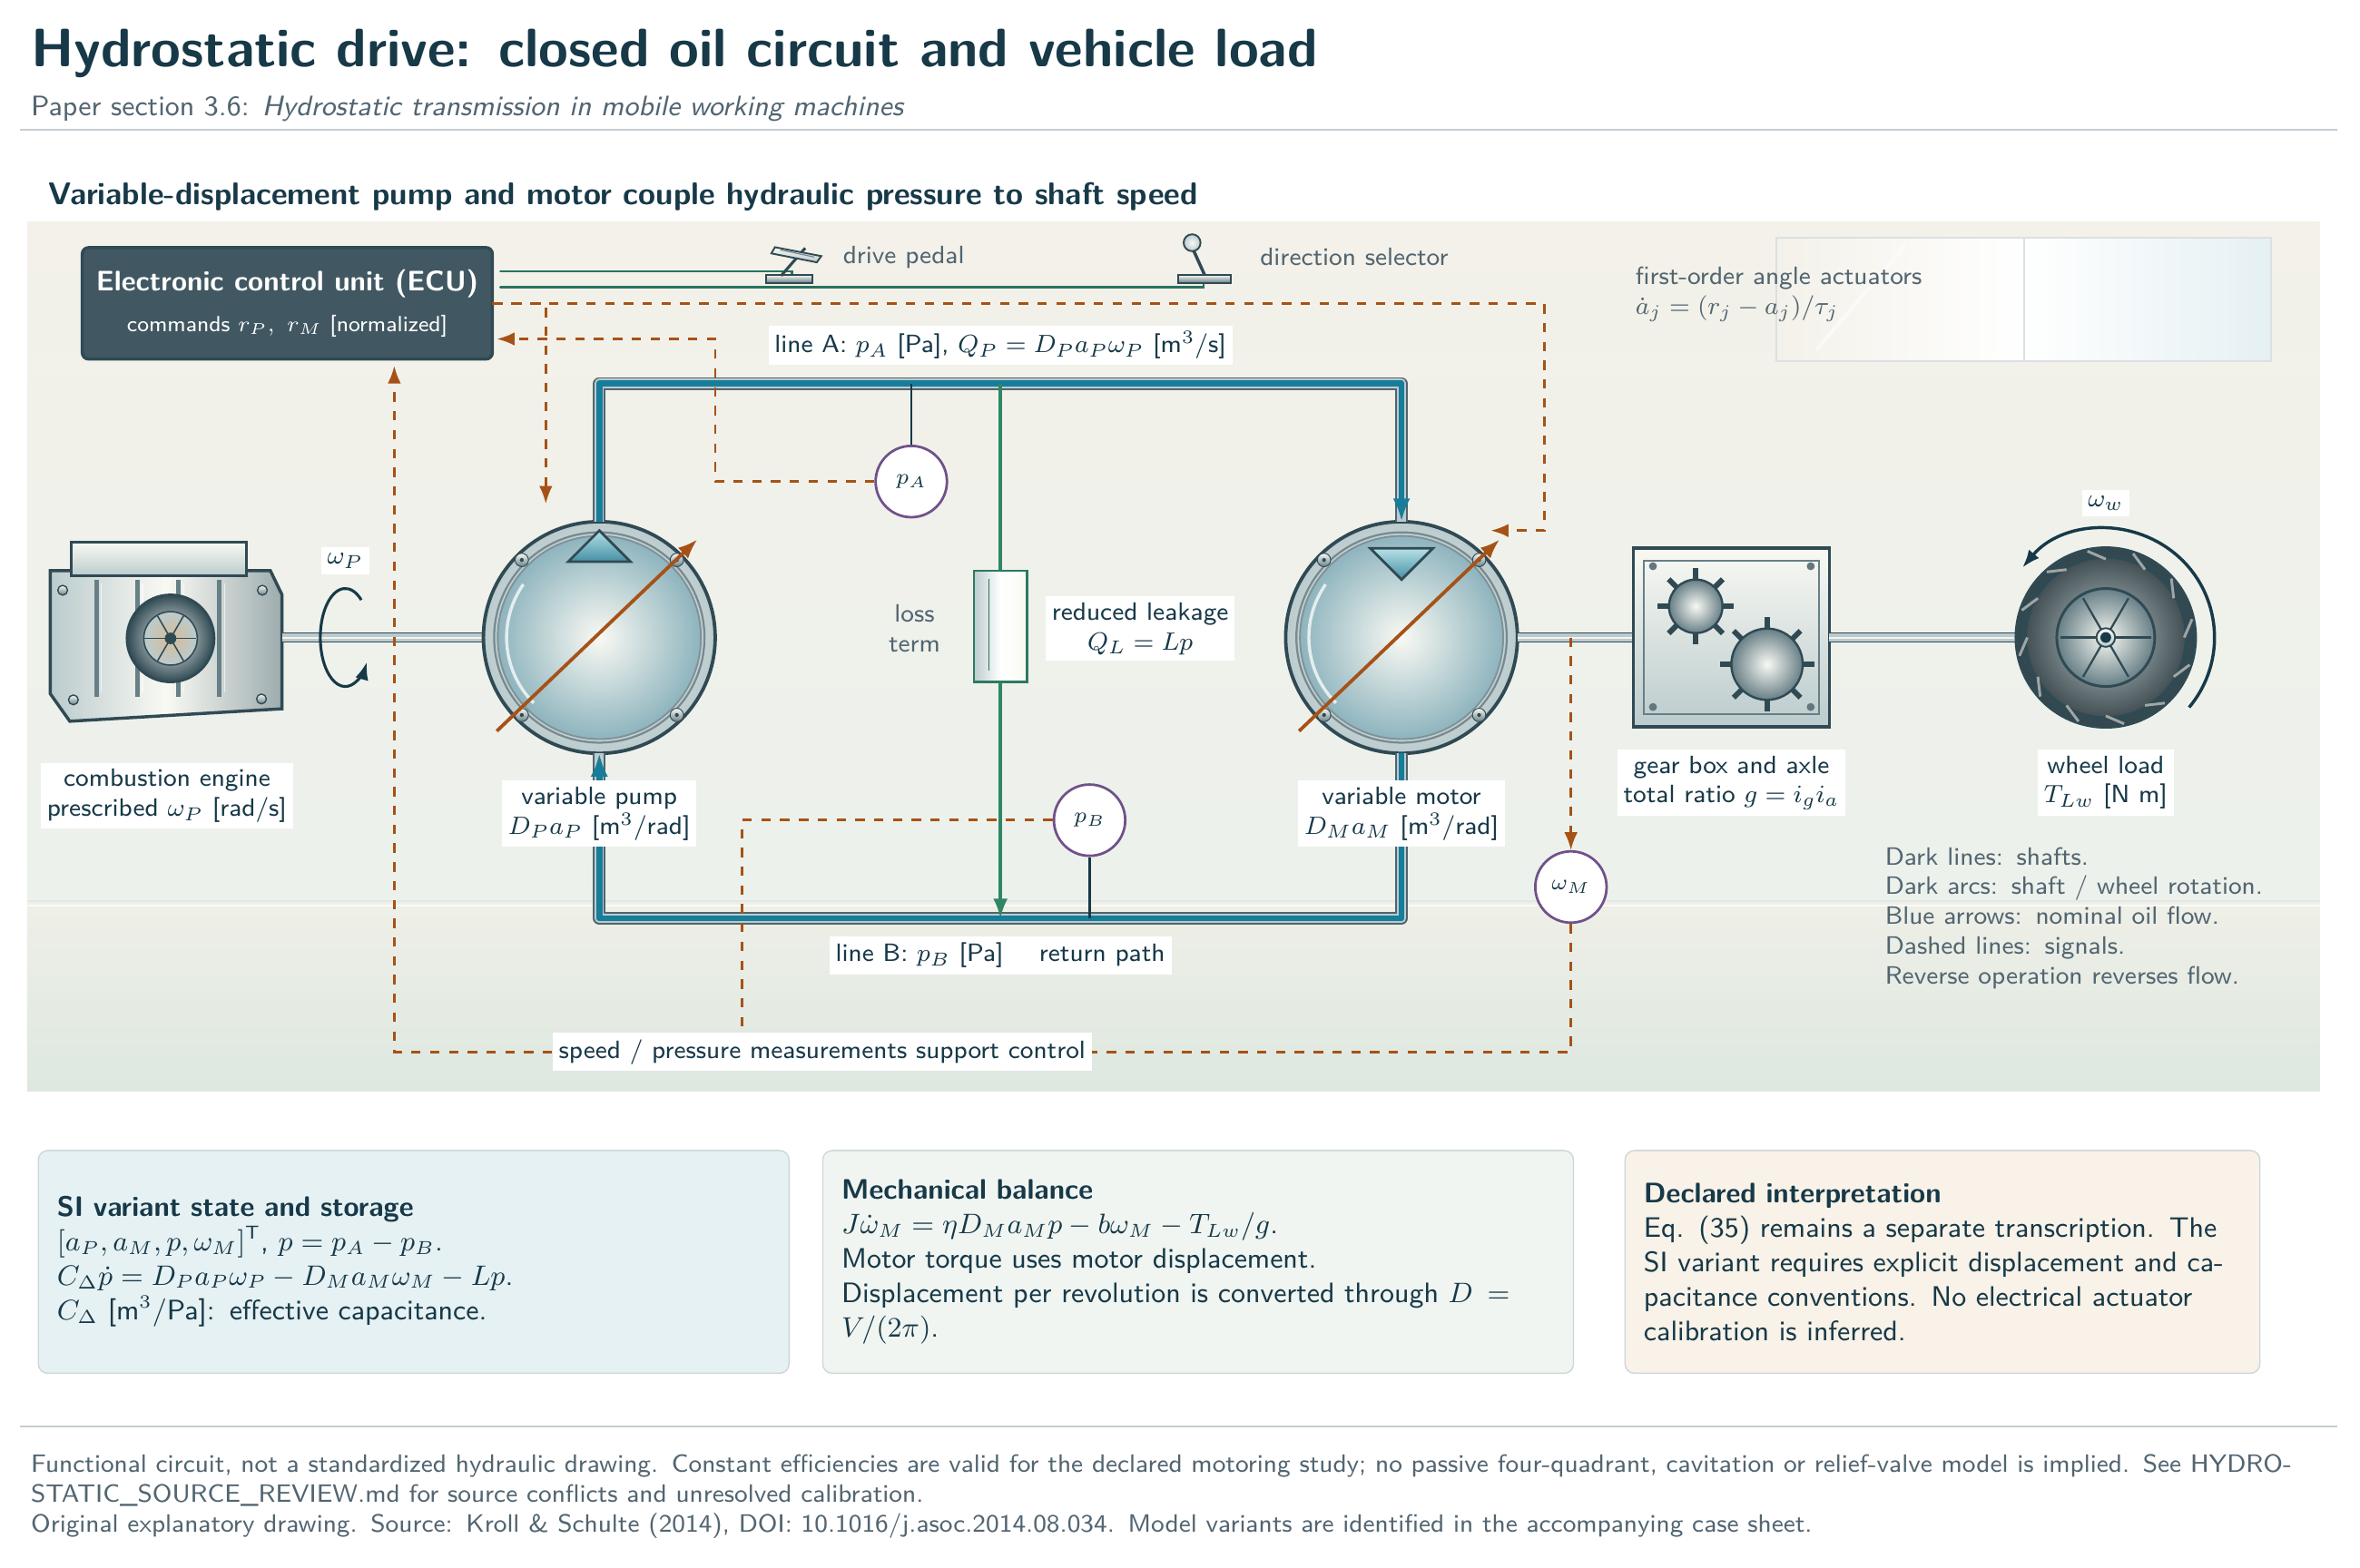 Hydrostatic drive: closed oil circuit and vehicle load
Paper section 3.6: Hydrostatic transmission in mobile working machines
Variable-displacement pump and motor couple hydraulic pressure to shaft speed
Electronic control unit (ECU)
commands r_P, r_M [normalized]
drive pedal
direction selector
first-order angle actuators
ȧ_j = (r_j − a_j)/τ_j
line A: p_A [Pa], Q_P = D_P a_P ω_P [m³/s]
p_A
ω_P
ω_w
loss
term
reduced leakage
Q_L = Lp
combustion engine
prescribed ω_P [rad/s]
variable pump
D_P a_P [m³/rad]
p_B
variable motor
D_M a_M [m³/rad]
gear box and axle
total ratio g = i_g i_a
wheel load
T_Lw [N m]
ω_M
Dark lines: shafts.
Dark arcs: shaft / wheel rotation.
Blue arrows: nominal oil flow.
Dashed lines: signals.
Reverse operation reverses flow.
line B: p_B [Pa] return path
speed / pressure measurements support control
SI variant state and storage
[a_P, a_M, p, ω_M]ᵀ, p = p_A − p_B.
C_Δ ṗ = D_P a_P ω_P − D_M a_M ω_M − Lp.
C_Δ [m³/Pa]: effective capacitance.
Mechanical balance
Jω̇_M = ηD_M a_M p − bω_M − T_Lw/g.
Motor torque uses motor displacement.
Displacement per revolution is converted through D =
V/(2π).
Declared interpretation
Eq. (35) remains a separate transcription. The
SI variant requires explicit displacement and ca-
pacitance conventions. No electrical actuator
calibration is inferred.
Functional circuit, not a standardized hydraulic drawing. Constant efficiencies are valid for the declared motoring study; no passive four-quadrant, cavitation or relief-valve model is implied. See HYDRO-
STATIC_SOURCE_REVIEW.md for source conflicts and unresolved calibration.
Original explanatory drawing. Source: Kroll & Schulte (2014), DOI: 10.1016/j.asoc.2014.08.034. Model variants are identified in the accompanying case sheet.